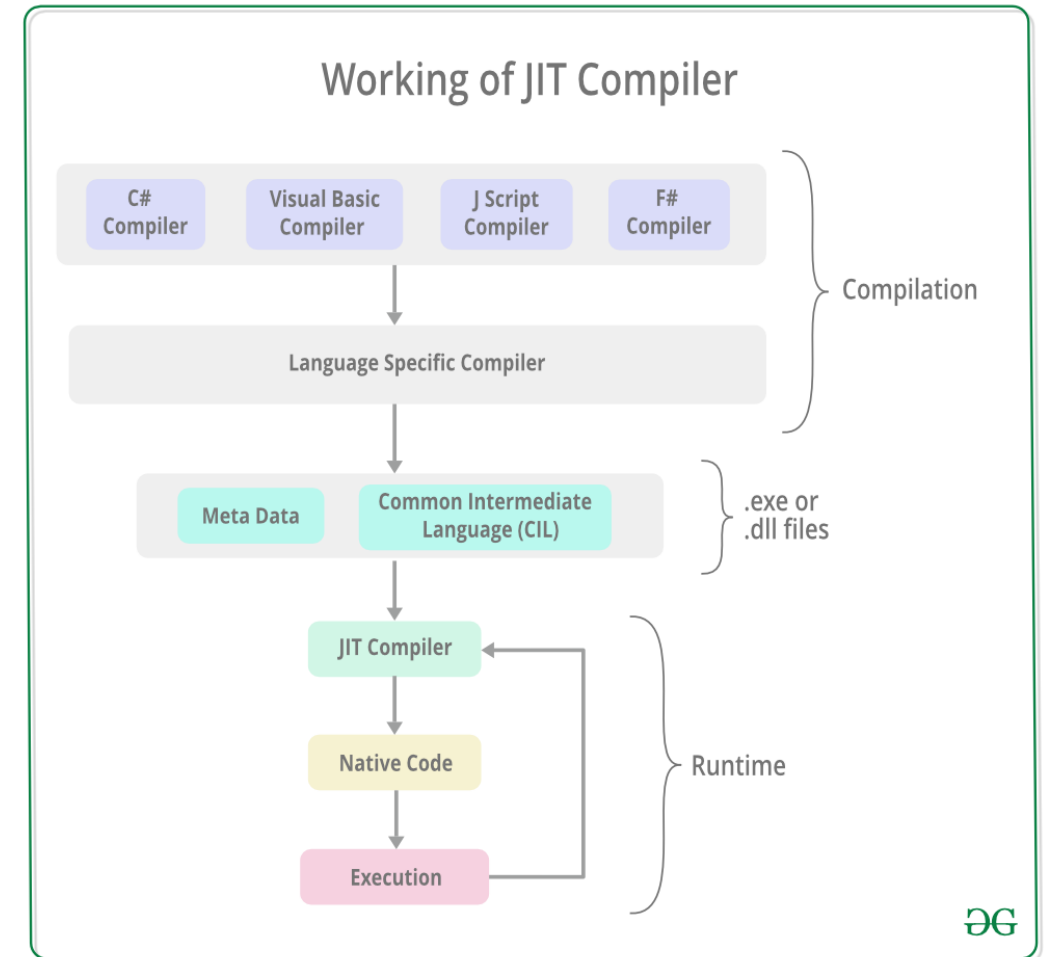 Working of JIT Compiler
C#
Compiler
Visual Basic
Compiler
J Script
Compiler
F#
Compiler
Compilation
Language Specific Compiler
Meta Data
Common Intermediate
Language (CIL)
.exe or
.dll files
JIT Compiler
Native Code
Runtime
Execution